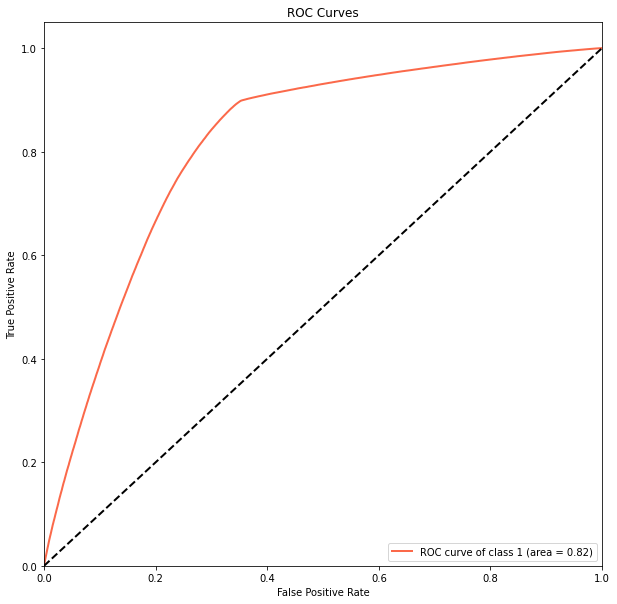 ROC Curves
True Positive Rate
1.0
0.8
0.6
0.4
0.2
0.0
0.0 0.2 0.4 0.6 0.8 1.0
False Positive Rate
ROC curve of class 1 (area = 0.82)